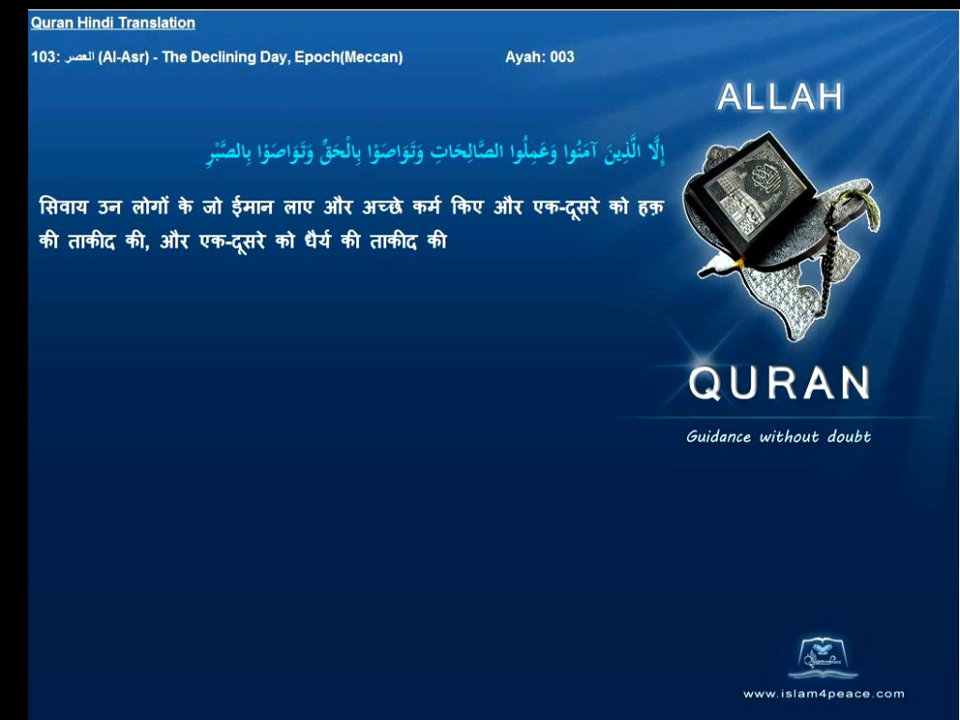 Quran Hindi Translation
103: العصر (Al-Asr) - The Declining Day, Epoch(Meccan) Ayah: 003
ALLAH
إِلَّا الَّذِينَ آمَنُوا وَعَمِلُوا الصَّالِحَاتِ وَتَوَاصَوْا بِالْحَقِّ وَتَوَاصَوْا بِالصَّبْرِ
सिवाय उन लोगों के जो ईमान लाए और अच्छे कर्म किए और एक-दूसरे को हक़
की ताकीद की, और एक-दूसरे को धैर्य की ताकीद की
QURAN
Guidance without doubt
www.islam4peace.com